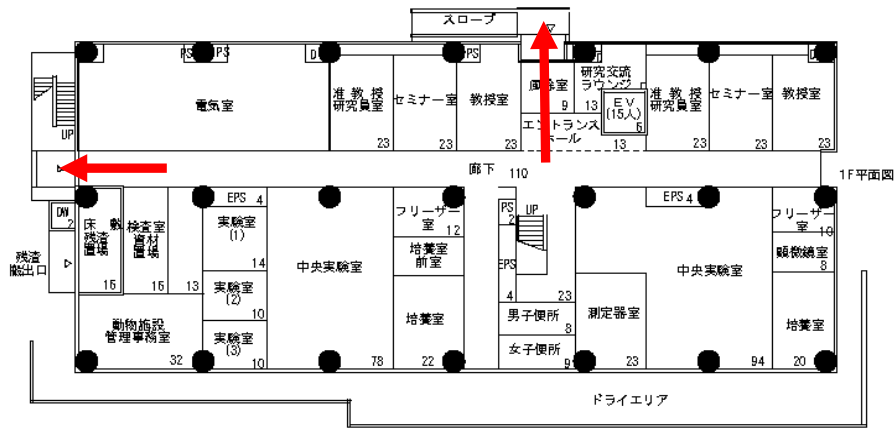 スロープ
PS
PS
D
PS
D
電気室
准教授
研究員室
23
セミナー室
23
教授室
23
風除室
9
研究交流
ラウンジ
13
EV
(15人)
6
エントランス
ホール
13
准教授
研究員室
23
セミナー室
23
教授室
23
UP
廊下
110
1F平面図
DW
2
床敷
残渣
置場
16
検査室
資材
置場
16
13
EPS 4
実験室
(1)
14
実験室
(2)
10
実験室
(3)
10
中央実験室
78
フリーザー
室
12
培養室
前室
培養室
22
PS
2
UP
EPS
4
23
男子便所
8
女子便所
9
測定器室
23
EPS 4
中央実験室
94
フリーザー
室
10
顕微鏡室
8
培養室
20
残渣
搬出口
動物施設
管理事務室
32
ドライエリア